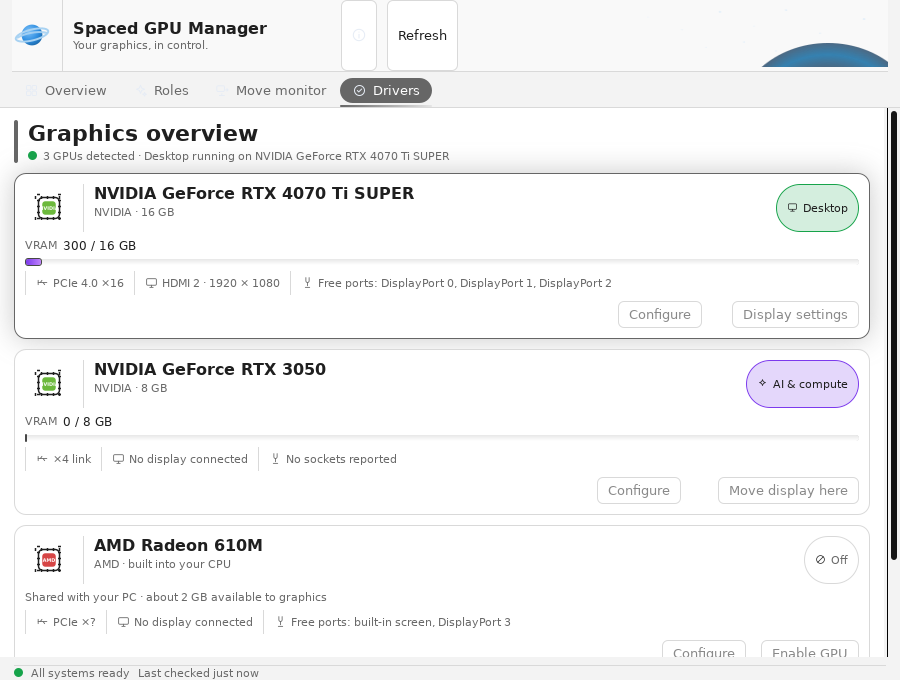 Spaced GPU Manager
Your graphics, in control.
Refresh
Overview
Roles
Move monitor
Drivers
Graphics overview
3 GPUs detected · Desktop running on NVIDIA GeForce RTX 4070 Ti SUPER
NVIDIA GeForce RTX 4070 Ti SUPER
NVIDIA · 16 GB
Desktop
VRAM 300 / 16 GB
PCIe 4.0 ×16
HDMI 2 · 1920 × 1080
Free ports: DisplayPort 0, DisplayPort 1, DisplayPort 2
Configure
Display settings
NVIDIA GeForce RTX 3050
NVIDIA · 8 GB
AI & compute
VRAM 0 / 8 GB
×4 link
No display connected
No sockets reported
Configure
Move display here
AMD
AMD Radeon 610M
AMD · built into your CPU
Off
Shared with your PC · about 2 GB available to graphics
PCIe ×?
No display connected
Free ports: built-in screen, DisplayPort 3
Configure
Enable GPU
All systems ready
Last checked just now